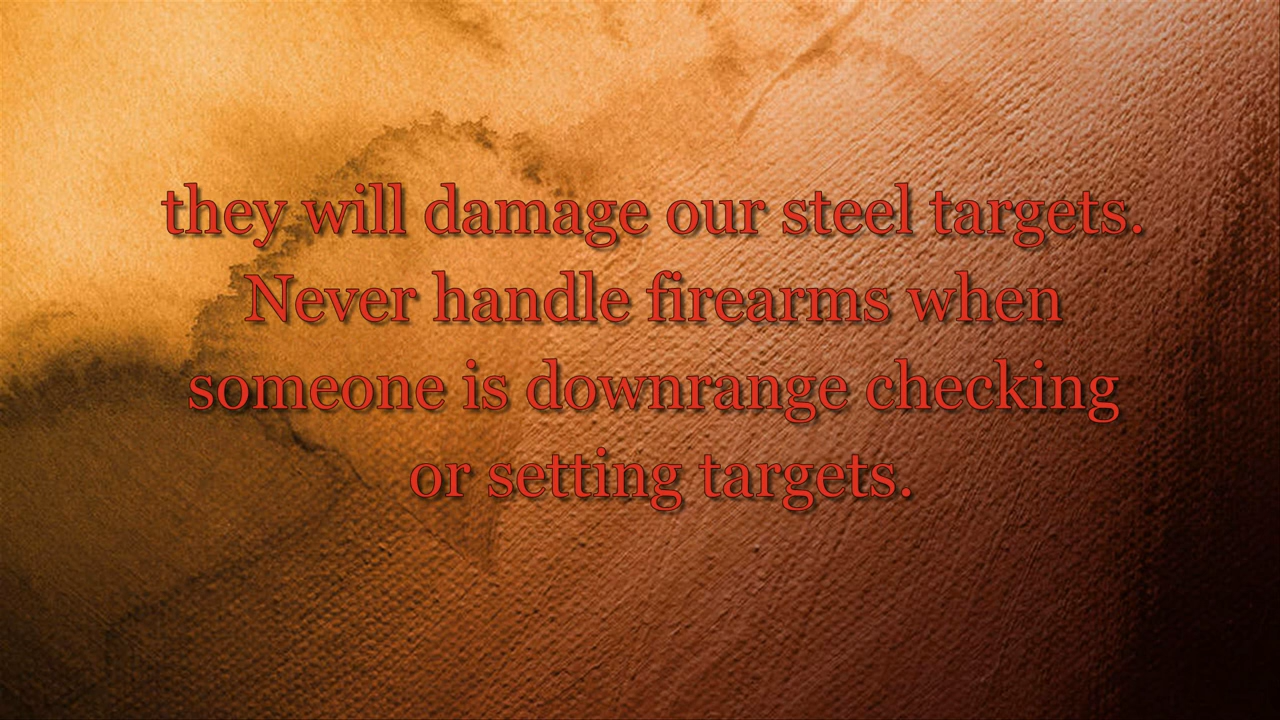 they will damage our steel targets.
Never handle firearms when
someone is downrange checking
or setting targets.